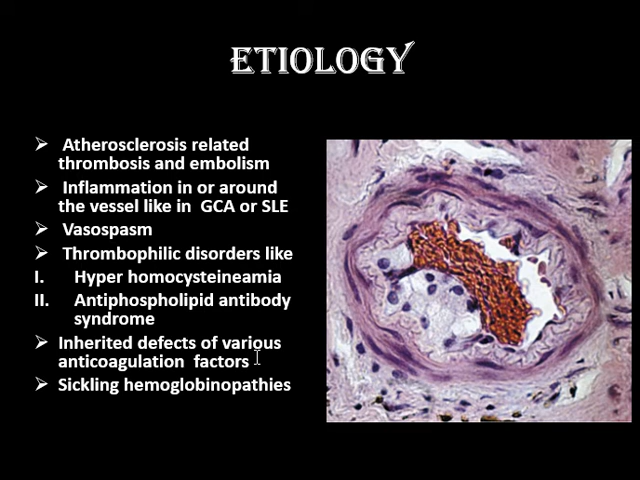 ETIOLOGY
➢ Atherosclerosis related
thrombosis and embolism
➢ Inflammation in or around
the vessel like in GCA or SLE
➢ Vasospasm
➢ Thrombophilic disorders like
I. Hyper homocysteineamia
II. Antiphospholipid antibody
syndrome
➢ Inherited defects of various
anticoagulation factors
➢ Sickling hemoglobinopathies